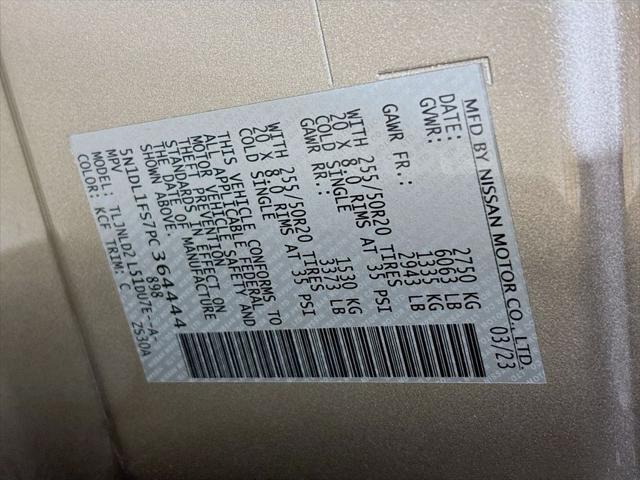 MFD BY NISSAN MOTOR CO., LTD.
DATE: 03/23
GVWR: 2750 KG
6063 LB
GAWR FR.: 1335 KG
2943 LB
WITH 255/50R20 TIRES
20 X 8.0 RIMS AT 35 PSI
COLD SINGLE
GAWR RR.: 1530 KG
3373 LB
WITH 255/50R20 TIRES
20 X 8.0 RIMS AT 35 PSI
COLD SINGLE
THIS VEHICLE CONFORMS TO
ALL APPLICABLE FEDERAL
MOTOR VEHICLE SAFETY AND
THEFT PREVENTION
STANDARDS IN EFFECT ON
THE DATE OF MANUFACTURE
SHOWN ABOVE.
5N1DL1FS7PC364444
MPV 898
MODEL: TLJNLD2 L51DU7E--A-
COLOR: KCF TRIM: C ZS30A